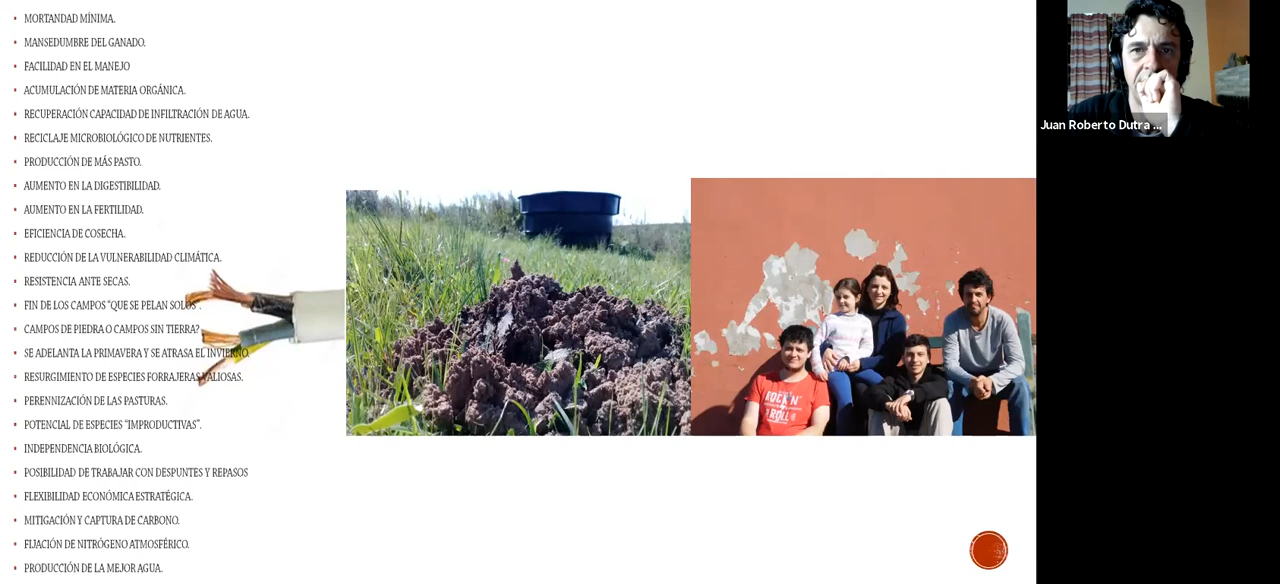 MORTANDAD MÍNIMA.
MANSEDUMBRE DEL GANADO.
FACILIDAD EN EL MANEJO
ACUMULACIÓN DE MATERIA ORGÁNICA.
RECUPERACIÓN CAPACIDAD DE INFILTRACIÓN DE AGUA.
RECICLAJE MICROBIOLÓGICO DE NUTRIENTES.
PRODUCCIÓN DE MÁS PASTO.
AUMENTO EN LA DIGESTIBILIDAD.
AUMENTO EN LA FERTILIDAD.
EFICIENCIA DE COSECHA.
REDUCCIÓN DE LA VULNERABILIDAD CLIMÁTICA.
RESISTENCIA ANTE SECAS.
FIN DE LOS CAMPOS “QUE SE PELAN SOLOS”.
CAMPOS DE PIEDRA O CAMPOS SIN TIERRA?
SE ADELANTA LA PRIMAVERA Y SE ATRASA EL INVIERNO.
RESURGIMIENTO DE ESPECIES FORRAJERAS VALIOSAS.
PERENNIZACIÓN DE LAS PASTURAS.
POTENCIAL DE ESPECIES “IMPRODUCTIVAS”.
INDEPENDENCIA BIOLÓGICA.
POSIBILIDAD DE TRABAJAR CON DESPUNTES Y REPASOS
FLEXIBILIDAD ECONÓMICA ESTRATÉGICA.
MITIGACIÓN Y CAPTURA DE CARBONO.
FIJACIÓN DE NITRÓGENO ATMOSFÉRICO.
PRODUCCIÓN DE LA MEJOR AGUA.
ROCK N'
ROLL
Juan Roberto Dutra ...